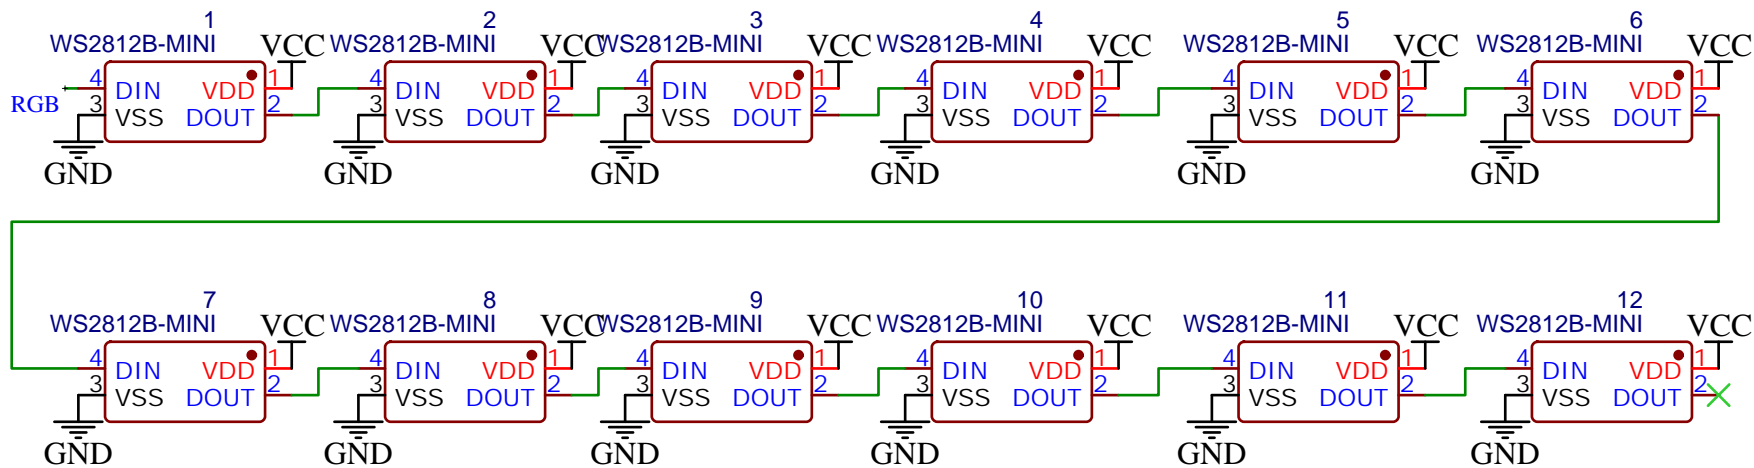 1 2 3 4 5 6
WS2812B-MINI VCC WS2812B-MINI VCC WS2812B-MINI VCC WS2812B-MINI VCC WS2812B-MINI VCC WS2812B-MINI VCC
4 DIN VDD 1 4 DIN VDD 1 4 DIN VDD 1 4 DIN VDD 1 4 DIN VDD 1 4 DIN VDD 1
RGB 3 VSS DOUT 2 3 VSS DOUT 2 3 VSS DOUT 2 3 VSS DOUT 2 3 VSS DOUT 2 3 VSS DOUT 2
GND GND GND GND GND GND
7 8 9 10 11 12
WS2812B-MINI VCC WS2812B-MINI VCC WS2812B-MINI VCC WS2812B-MINI VCC WS2812B-MINI VCC WS2812B-MINI VCC
4 DIN VDD 1 4 DIN VDD 1 4 DIN VDD 1 4 DIN VDD 1 4 DIN VDD 1 4 DIN VDD 1
3 VSS DOUT 2 3 VSS DOUT 2 3 VSS DOUT 2 3 VSS DOUT 2 3 VSS DOUT 2 3 VSS DOUT 2
GND GND GND GND GND GND